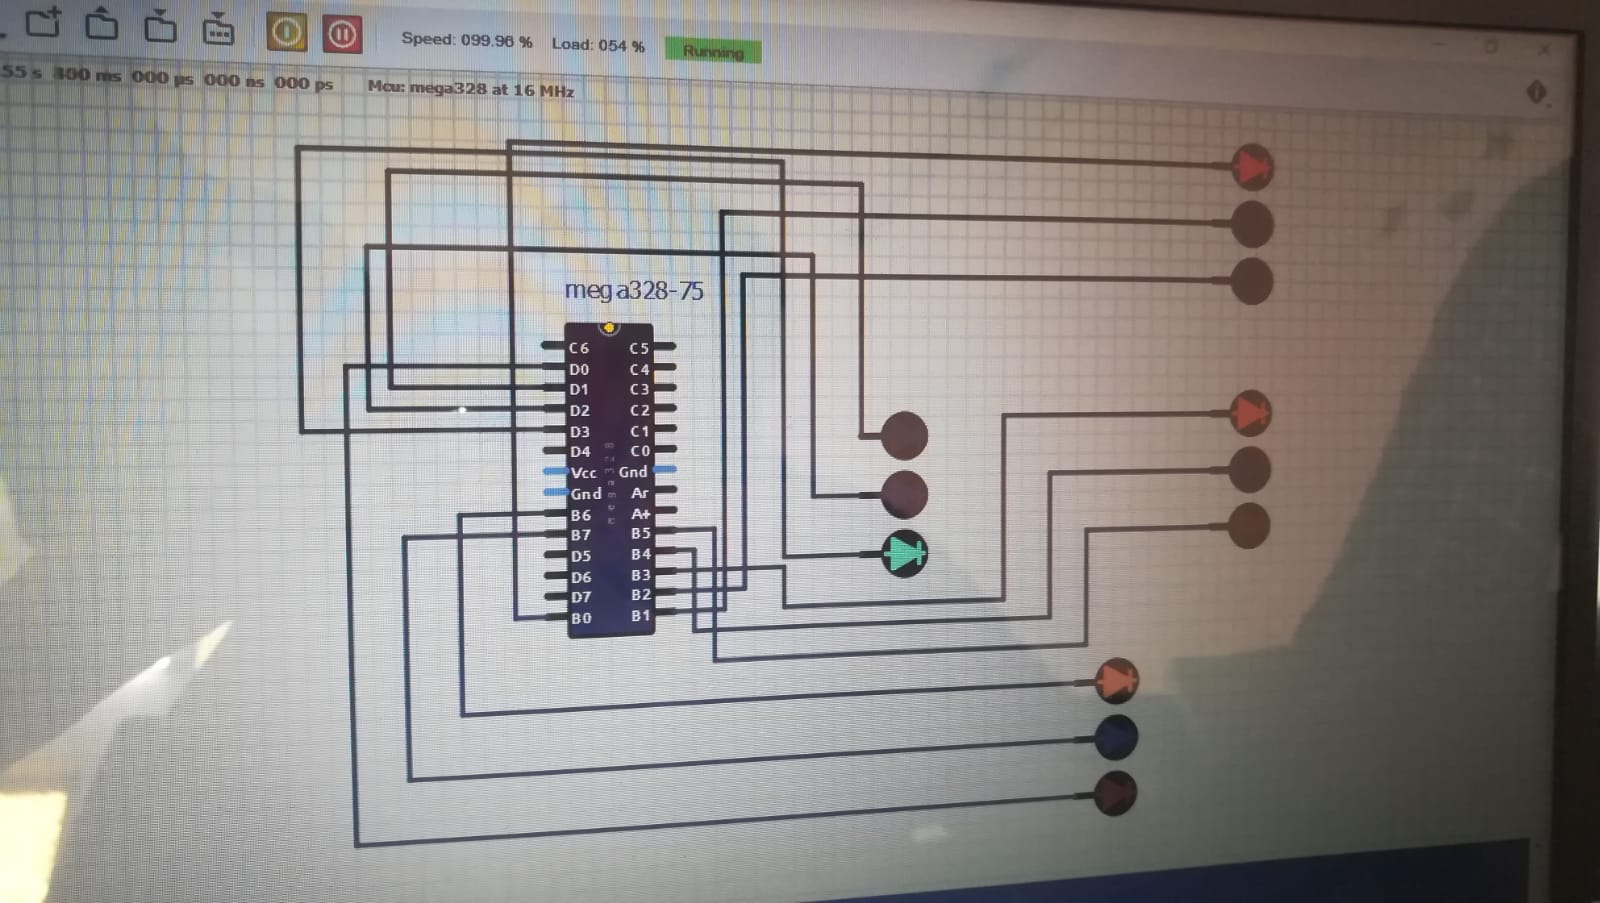 Speed: 099.96 % Load: 054 % Running
55 s 300 ms 000 µs 000 ns 000 ps Mcu: mega328 at 16 MHz
mega328-75
C6 C5
D0 C4
D1 C3
D2 C2
D3 C1
D4 C0
Vcc Gnd
Gnd Ar
B6 A+
B7 B5
D5 B4
D6 B3
D7 B2
B0 B1